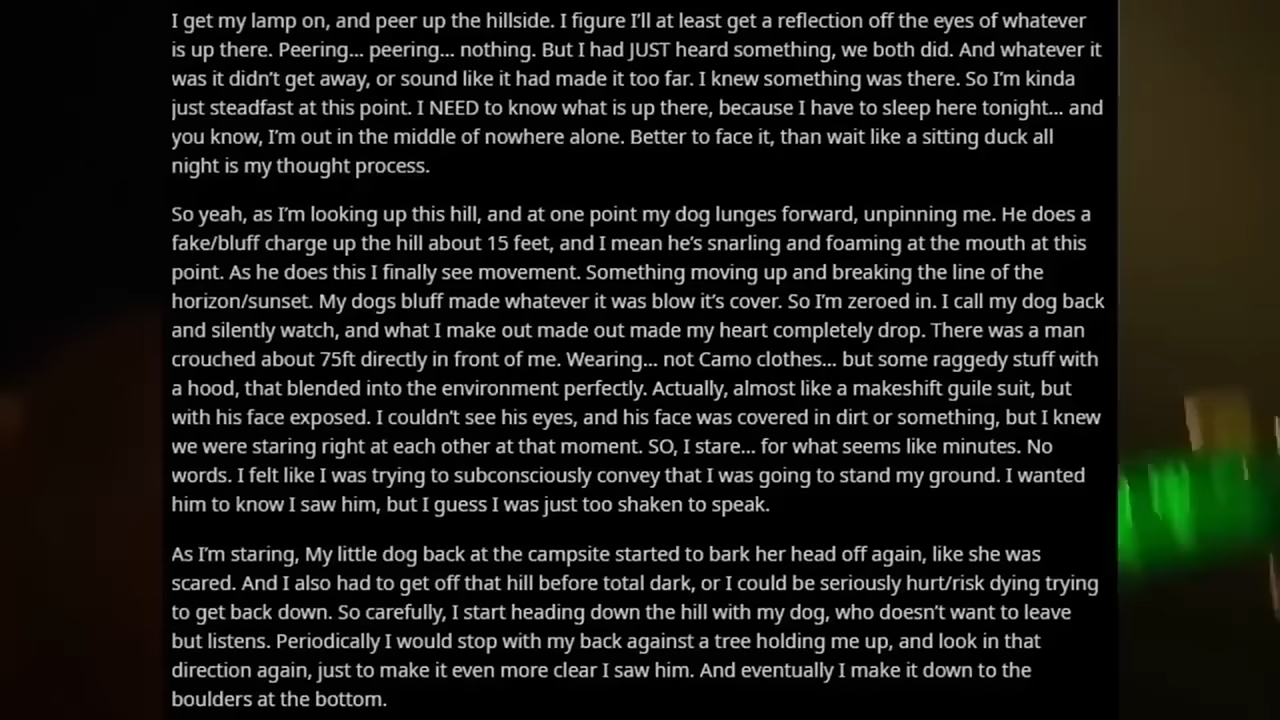 I get my lamp on, and peer up the hillside. I figure I’ll at least get a reflection off the eyes of whatever
is up there. Peering... peering... nothing. But I had JUST heard something, we both did. And whatever it
was it didn’t get away, or sound like it had made it too far. I knew something was there. So I’m kinda
just steadfast at this point. I NEED to know what is up there, because I have to sleep here tonight... and
you know, I’m out in the middle of nowhere alone. Better to face it, than wait like a sitting duck all
night is my thought process.
So yeah, as I’m looking up this hill, and at one point my dog lunges forward, unpinning me. He does a
fake/bluff charge up the hill about 15 feet, and I mean he’s snarling and foaming at the mouth at this
point. As he does this I finally see movement. Something moving up and breaking the line of the
horizon/sunset. My dogs bluff made whatever it was blow it’s cover. So I’m zeroed in. I call my dog back
and silently watch, and what I make out made out made my heart completely drop. There was a man
crouched about 75ft directly in front of me. Wearing... not Camo clothes... but some raggedy stuff with
a hood, that blended into the environment perfectly. Actually, almost like a makeshift guile suit, but
with his face exposed. I couldn’t see his eyes, and his face was covered in dirt or something, but I knew
we were staring right at each other at that moment. SO, I stare... for what seems like minutes. No
words. I felt like I was trying to subconsciously convey that I was going to stand my ground. I wanted
him to know I saw him, but I guess I was just too shaken to speak.
As I’m staring, My little dog back at the campsite started to bark her head off again, like she was
scared. And I also had to get off that hill before total dark, or I could be seriously hurt/risk dying trying
to get back down. So carefully, I start heading down the hill with my dog, who doesn’t want to leave
but listens. Periodically I would stop with my back against a tree holding me up, and look in that
direction again, just to make it even more clear I saw him. And eventually I make it down to the
boulders at the bottom.